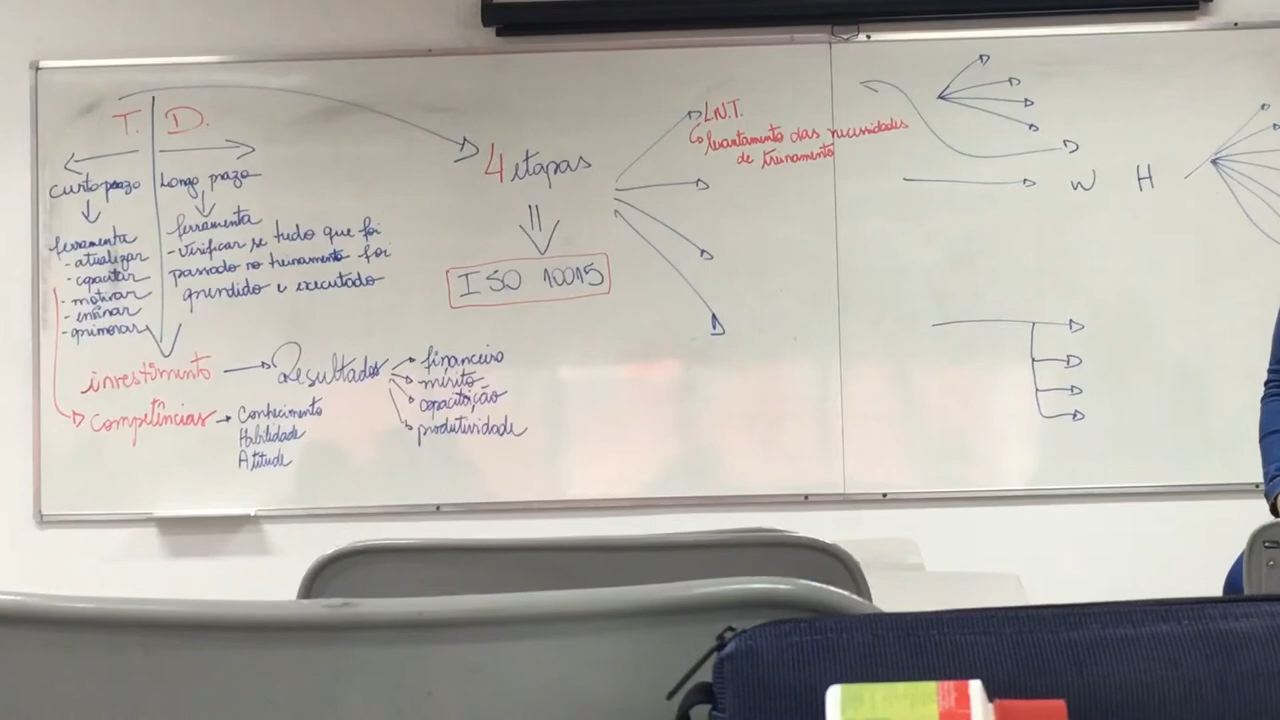 T. D.
curto prazo
ferramenta
- atualizar
- capacitar
- motivar
- ensinar
- aprimorar
Longo prazo
ferramenta
- Verificar se tudo que foi
passado no treinamento foi
aprendido e executado
investimento
Resultados
financeiro
mérito
capacitação
produtividade
competências
Conhecimento
Habilidade
Atitude
4 etapas
ISO 10015
L.N.T.
levantamento das necessidades
de treinamento
W H